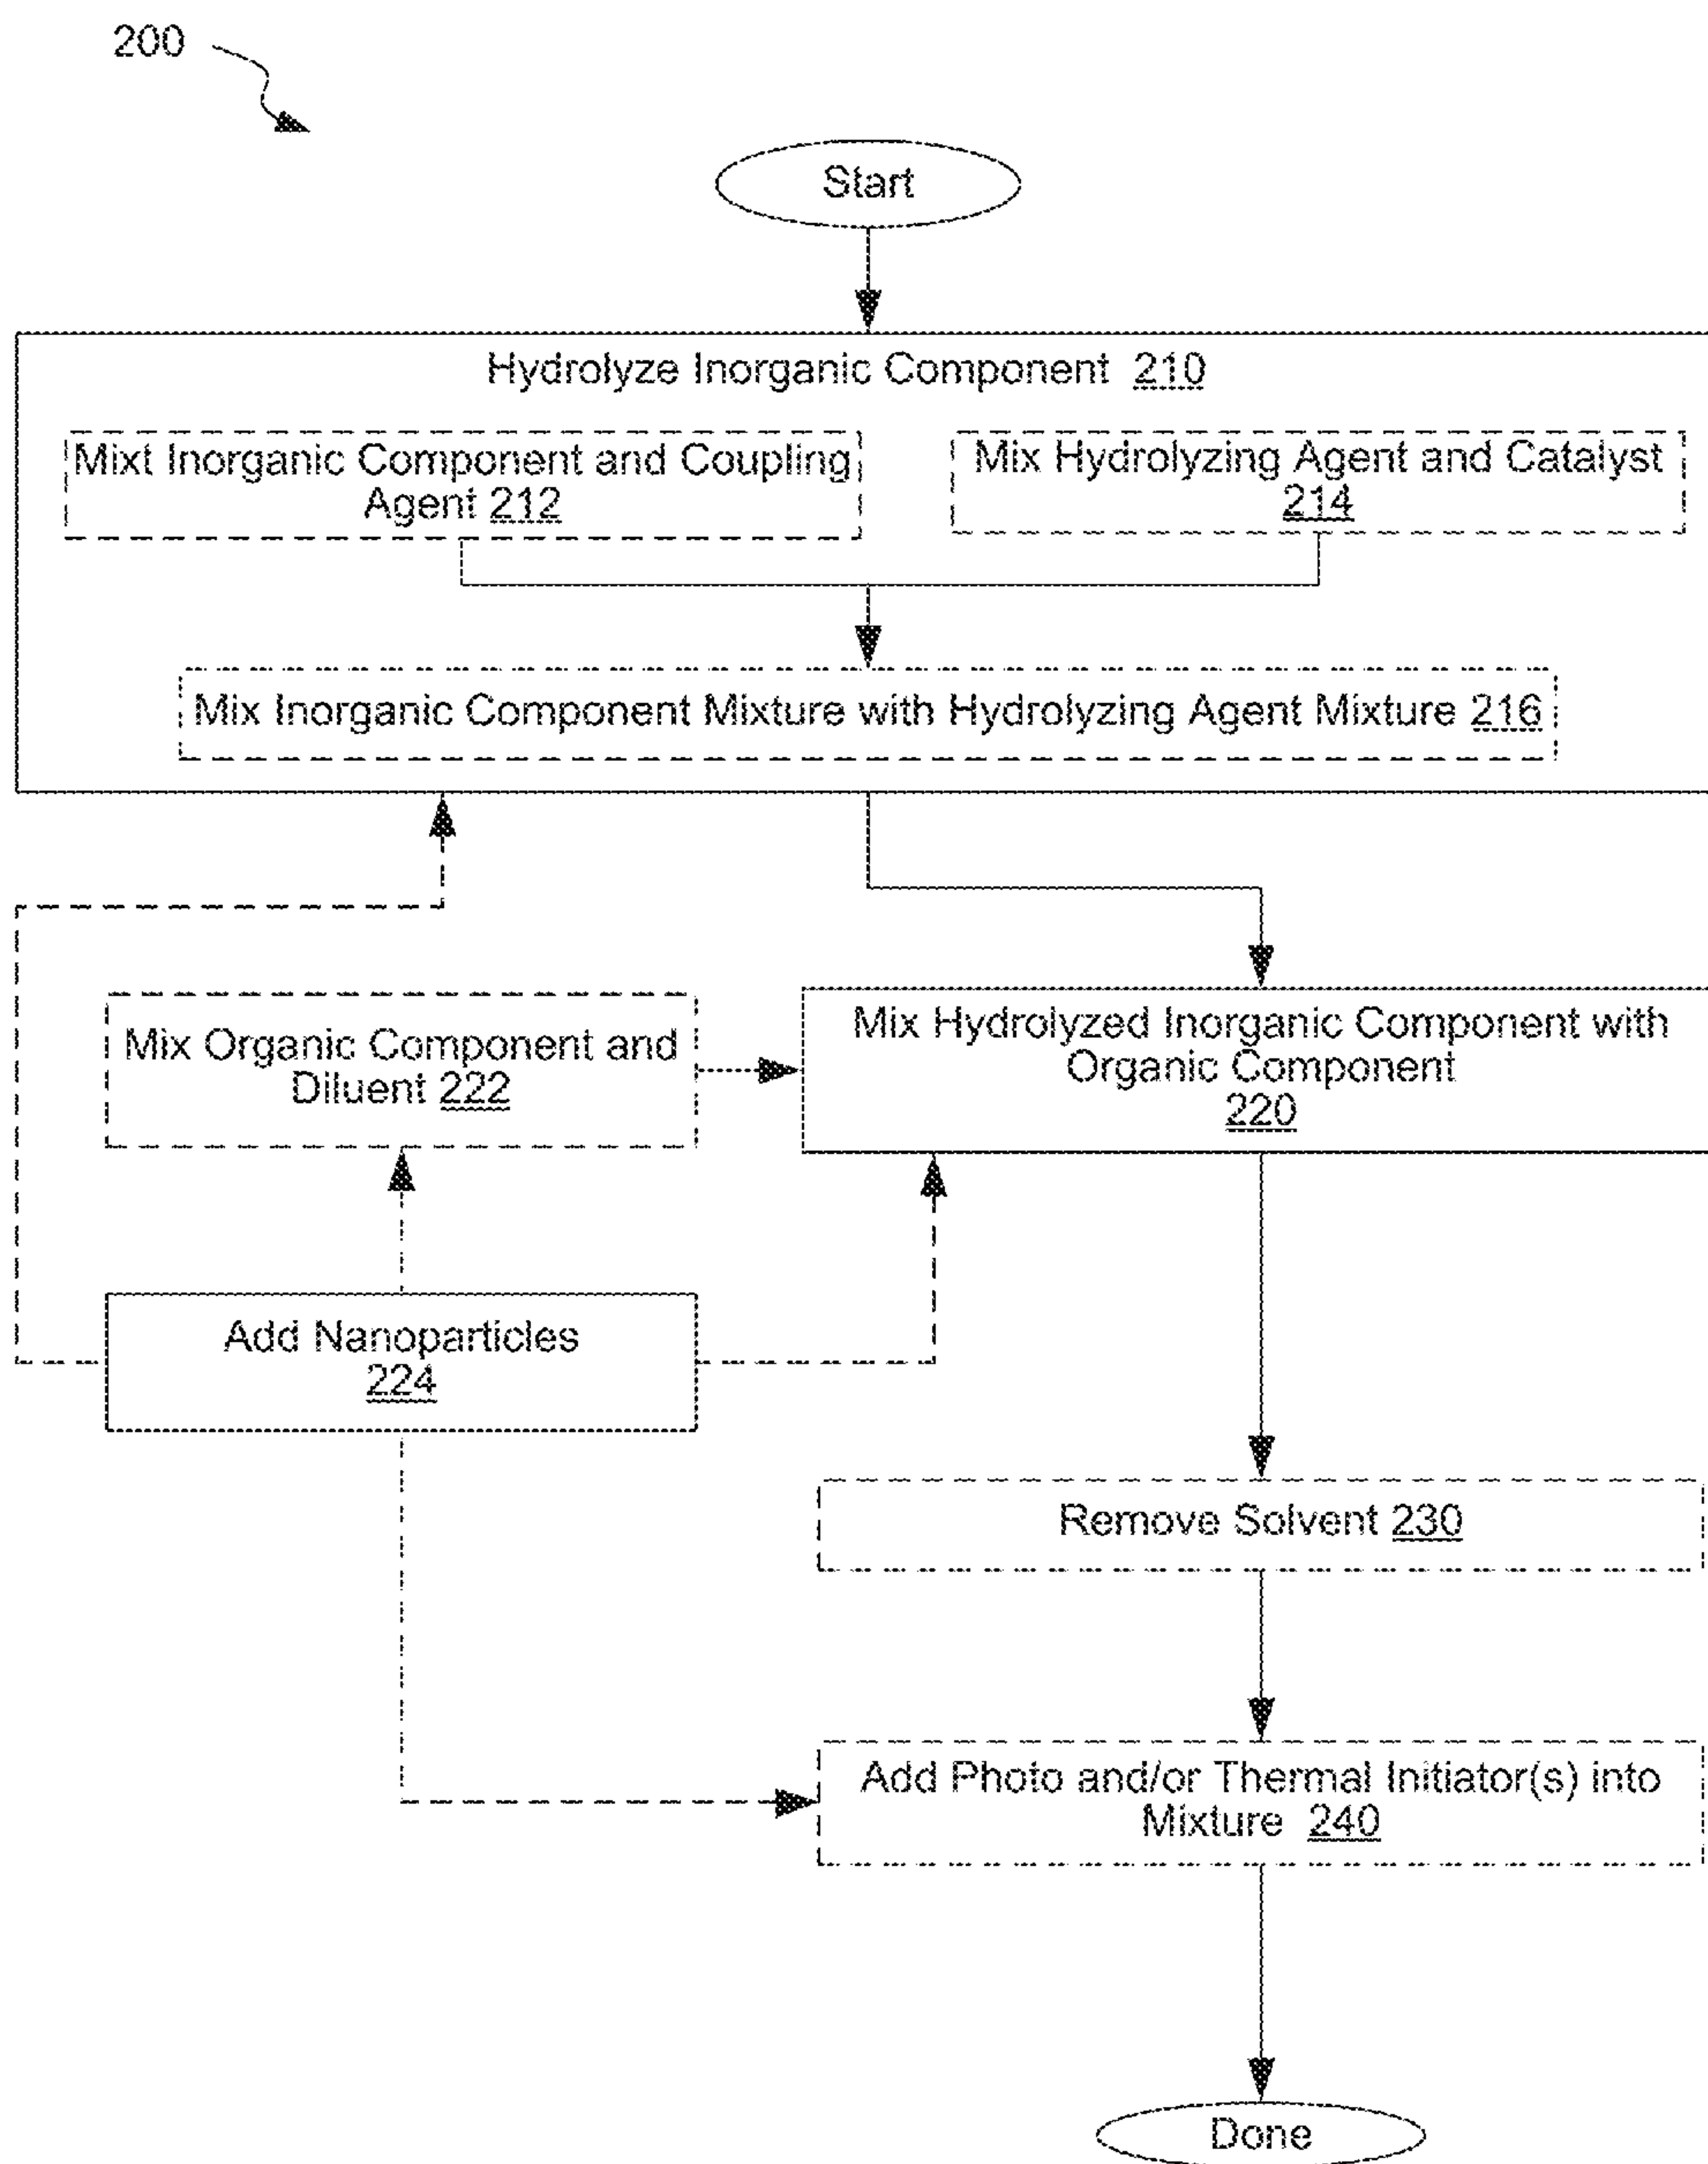 200
Start
Hydrolyze Inorganic Component 210
Mixt Inorganic Component and Coupling
Agent 212
Mix Hydrolyzing Agent and Catalyst
214
Mix Inorganic Component Mixture with Hydrolyzing Agent Mixture 216
Mix Organic Component and
Diluent 222
Mix Hydrolyzed Inorganic Component with
Organic Component
220
Add Nanoparticles
224
Remove Solvent 230
Add Photo and/or Thermal Initiator(s) into
Mixture 240
Done